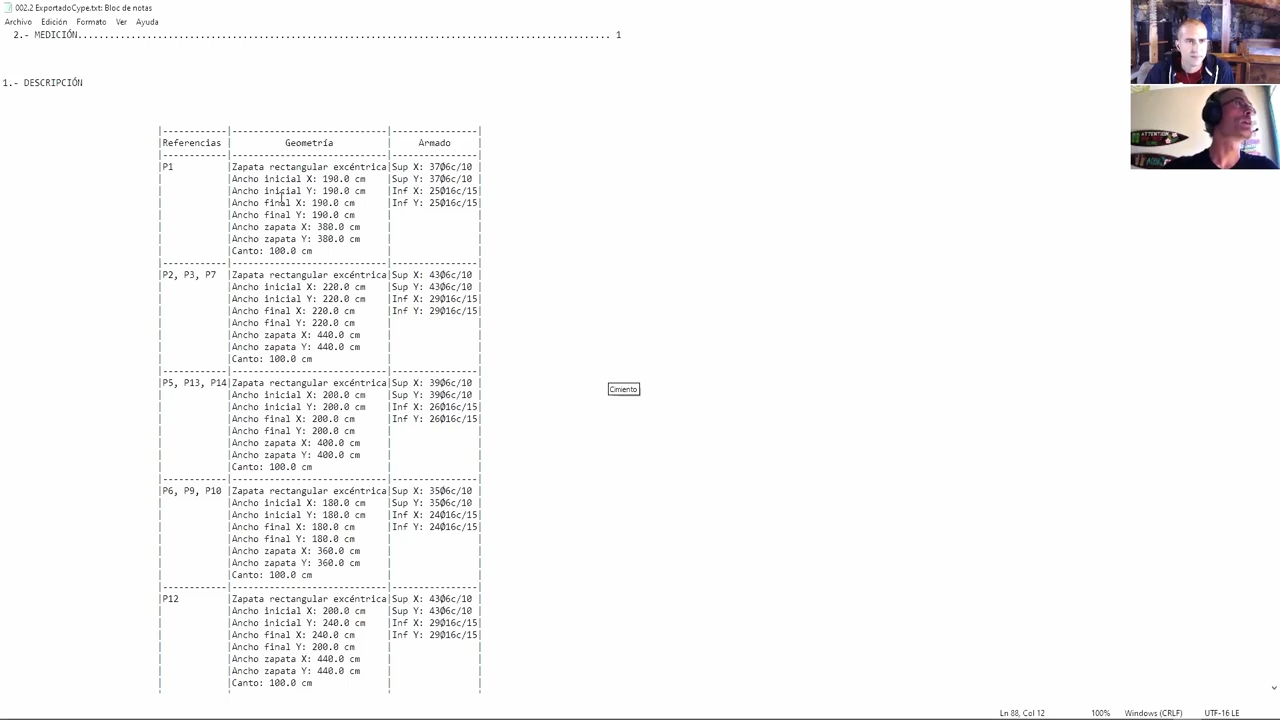 002.2 ExportadoCype.txt: Bloc de notas
Archivo Edición Formato Ver Ayuda
2.- MEDICIÓN.................................................................................................... 1
1.- DESCRIPCIÓN
|------------|-----------------------------|----------------|
|Referencias | Geometría | Armado |
|------------|-----------------------------|----------------|
|P1 |Zapata rectangular excéntrica|Sup X: 37Ø6c/10 |
| |Ancho inicial X: 190.0 cm |Sup Y: 37Ø6c/10 |
| |Ancho inicial Y: 190.0 cm |Inf X: 25Ø16c/15|
| |Ancho final X: 190.0 cm |Inf Y: 25Ø16c/15|
| |Ancho final Y: 190.0 cm | |
| |Ancho zapata X: 380.0 cm | |
| |Ancho zapata Y: 380.0 cm | |
| |Canto: 100.0 cm | |
|------------|-----------------------------|----------------|
|P2, P3, P7 |Zapata rectangular excéntrica|Sup X: 43Ø6c/10 |
| |Ancho inicial X: 220.0 cm |Sup Y: 43Ø6c/10 |
| |Ancho inicial Y: 220.0 cm |Inf X: 29Ø16c/15|
| |Ancho final X: 220.0 cm |Inf Y: 29Ø16c/15|
| |Ancho final Y: 220.0 cm | |
| |Ancho zapata X: 440.0 cm | |
| |Ancho zapata Y: 440.0 cm | |
| |Canto: 100.0 cm | |
|------------|-----------------------------|----------------|
|P5, P13, P14|Zapata rectangular excéntrica|Sup X: 39Ø6c/10 |
| |Ancho inicial X: 200.0 cm |Sup Y: 39Ø6c/10 |
| |Ancho inicial Y: 200.0 cm |Inf X: 26Ø16c/15|
| |Ancho final X: 200.0 cm |Inf Y: 26Ø16c/15|
| |Ancho final Y: 200.0 cm | |
| |Ancho zapata X: 400.0 cm | |
| |Ancho zapata Y: 400.0 cm | |
| |Canto: 100.0 cm | |
|------------|-----------------------------|----------------|
|P6, P9, P10 |Zapata rectangular excéntrica|Sup X: 35Ø6c/10 |
| |Ancho inicial X: 180.0 cm |Sup Y: 35Ø6c/10 |
| |Ancho inicial Y: 180.0 cm |Inf X: 24Ø16c/15|
| |Ancho final X: 180.0 cm |Inf Y: 24Ø16c/15|
| |Ancho final Y: 180.0 cm | |
| |Ancho zapata X: 360.0 cm | |
| |Ancho zapata Y: 360.0 cm | |
| |Canto: 100.0 cm | |
|------------|-----------------------------|----------------|
|P12 |Zapata rectangular excéntrica|Sup X: 43Ø6c/10 |
| |Ancho inicial X: 200.0 cm |Sup Y: 43Ø6c/10 |
| |Ancho inicial Y: 240.0 cm |Inf X: 29Ø16c/15|
| |Ancho final X: 240.0 cm |Inf Y: 29Ø16c/15|
| |Ancho final Y: 200.0 cm | |
| |Ancho zapata X: 440.0 cm | |
| |Ancho zapata Y: 440.0 cm | |
| |Canto: 100.0 cm | |
Cimiento
ATTENTION
Ln 88, Col 12 100% Windows (CRLF) UTF-16 LE